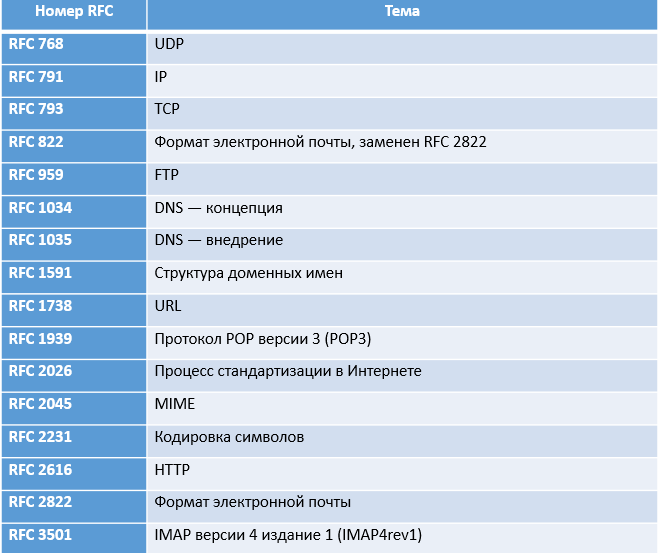 Номер RFC Тема
RFC 768 UDP
RFC 791 IP
RFC 793 TCP
RFC 822 Формат электронной почты, заменен RFC 2822
RFC 959 FTP
RFC 1034 DNS — концепция
RFC 1035 DNS — внедрение
RFC 1591 Структура доменных имен
RFC 1738 URL
RFC 1939 Протокол POP версии 3 (POP3)
RFC 2026 Процесс стандартизации в Интернете
RFC 2045 MIME
RFC 2231 Кодировка символов
RFC 2616 HTTP
RFC 2822 Формат электронной почты
RFC 3501 IMAP версии 4 издание 1 (IMAP4rev1)